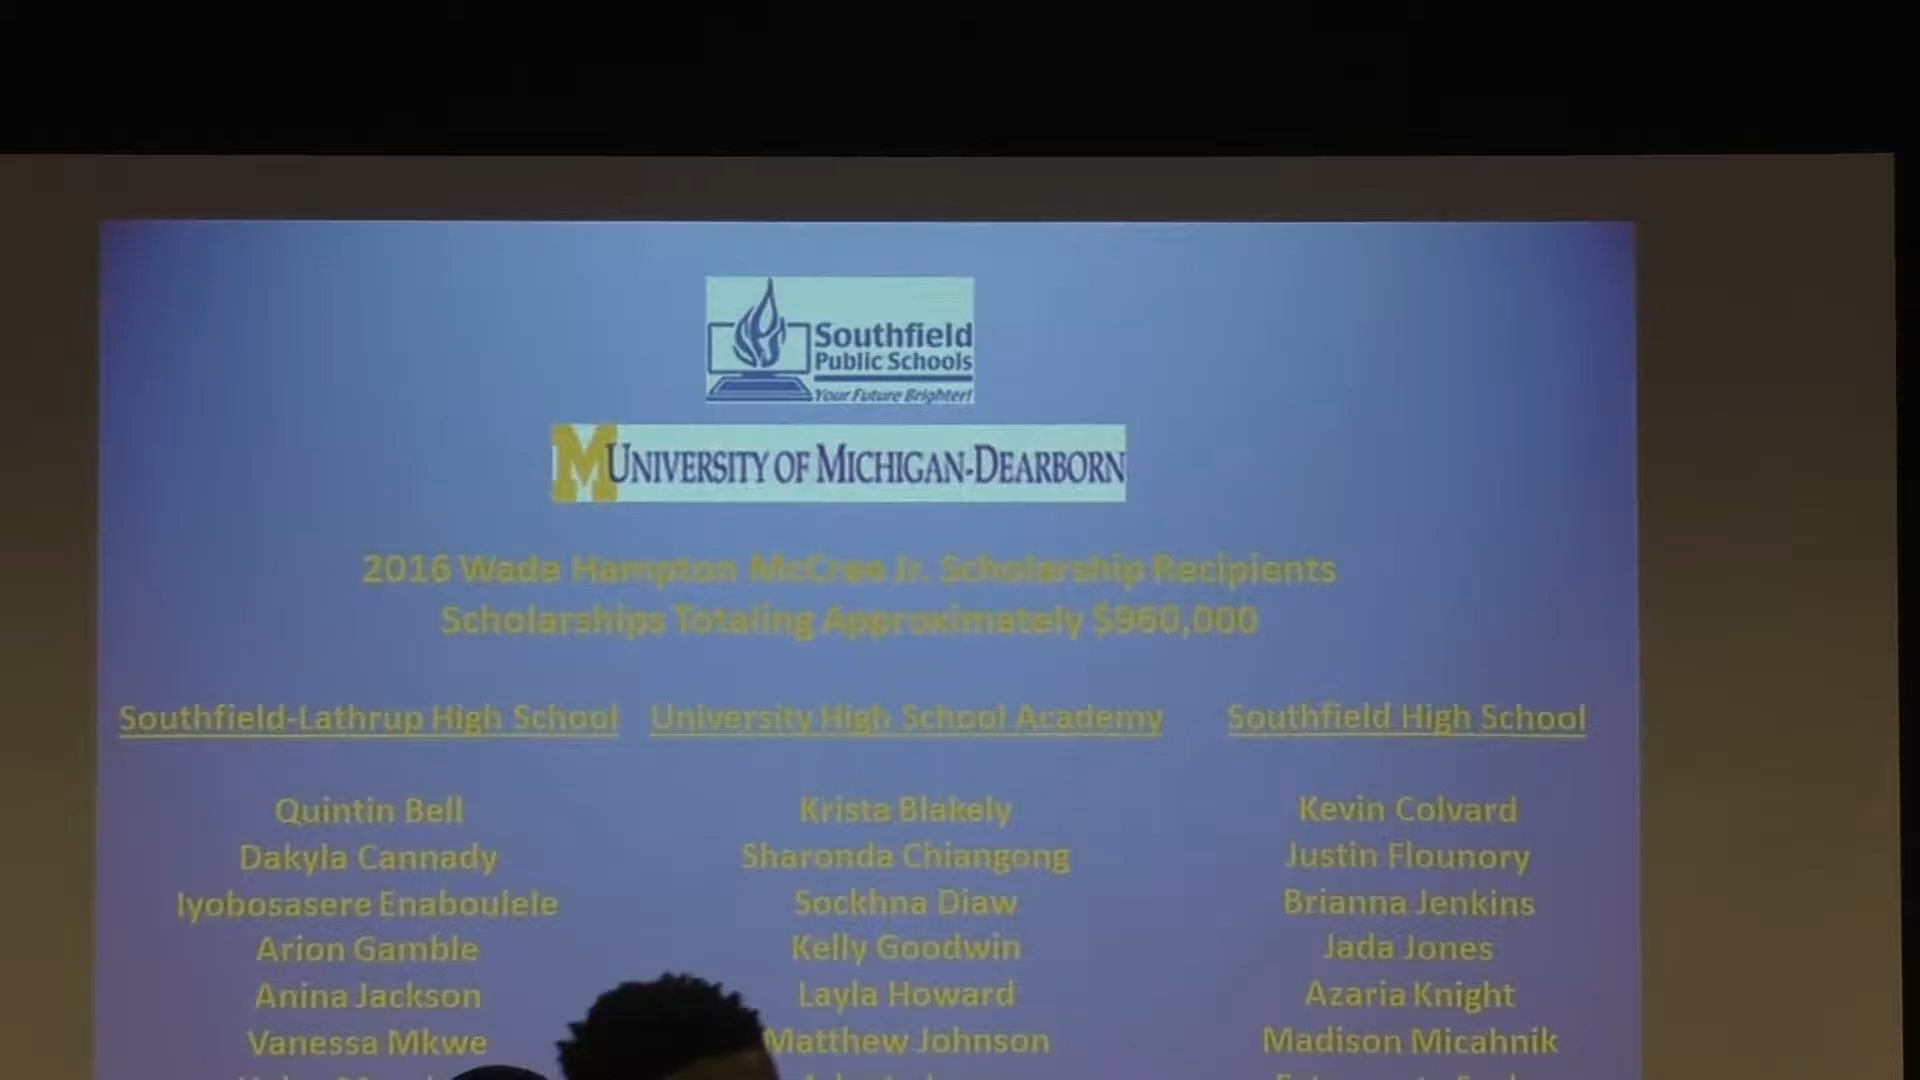 Southfield
Public Schools
Your Future Brighter!
M UNIVERSITY OF MICHIGAN-DEARBORN
2016 Wade Hampton McCree Jr. Scholarship Recipients
Scholarships Totaling Approximately $960,000
Southfield-Lathrup High School University High School Academy Southfield High School
Quintin Bell Krista Blakely Kevin Colvard
Dakyla Cannady Sharonda Chiangong Justin Flounory
Iyobosasere Enaboulele Sockhna Diaw Brianna Jenkins
Arion Gamble Kelly Goodwin Jada Jones
Anina Jackson Layla Howard Azaria Knight
Vanessa Mkwe Matthew Johnson Madison Micahnik